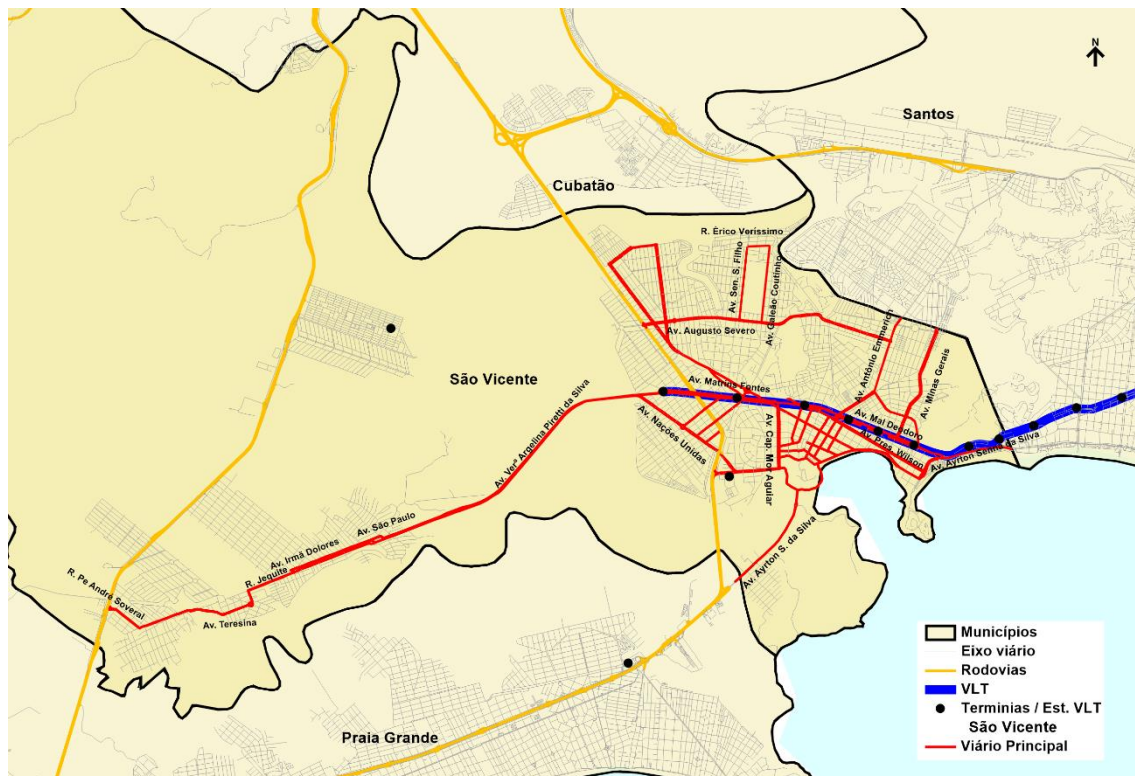 N
Santos
Cubatão
R. Érico Veríssimo
Av. Sen. S. Filho
Av. Galeão Coutinho
Av. Augusto Severo
Av. Antônio Emmerich
Av. Minas Gerais
São Vicente
Av. Matrins Fontes
Av. Mal Deodoro
Av. Pres. Wilson
Av. Ayrton Senna da Silva
Av. Nações Unidas
Av. Cap. Mor Aguiar
Av. Verª Angelina Piretti da Silva
Av. São Paulo
Av. Irmã Dolores
R. Jequite
Av. Ayrton S. da Silva
R. Pe André Soveral
Av. Teresina
Praia Grande
Municípios
Eixo viário
Rodovias
VLT
Terminias / Est. VLT
São Vicente
Viário Principal